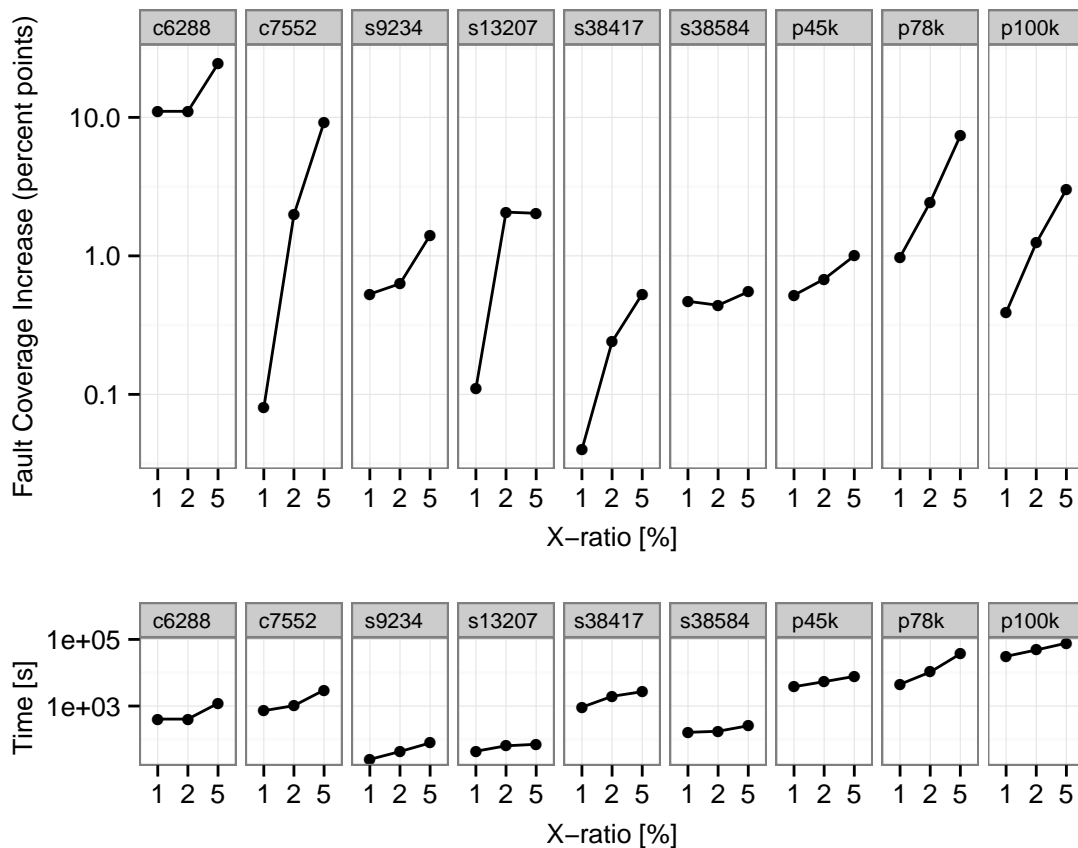 c6288 c7552 s9234 s13207 s38417 s38584 p45k p78k p100k
Fault Coverage Increase (percent points)
10.0
1.0
0.1
1 2 5 1 2 5 1 2 5 1 2 5 1 2 5 1 2 5 1 2 5 1 2 5 1 2 5
X−ratio [%]
c6288 c7552 s9234 s13207 s38417 s38584 p45k p78k p100k
Time [s]
1e+05
1e+03
1 2 5 1 2 5 1 2 5 1 2 5 1 2 5 1 2 5 1 2 5 1 2 5 1 2 5
X−ratio [%]